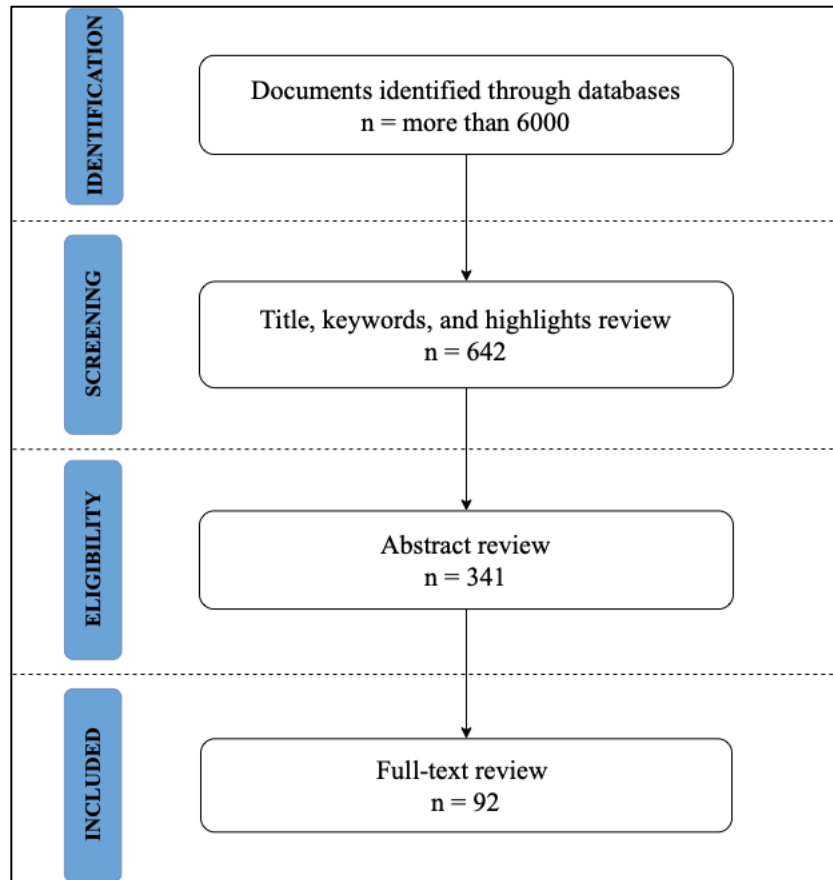 IDENTIFICATION
Documents identified through databases
n = more than 6000
SCREENING
Title, keywords, and highlights review
n = 642
ELIGIBILITY
Abstract review
n = 341
INCLUDED
Full-text review
n = 92